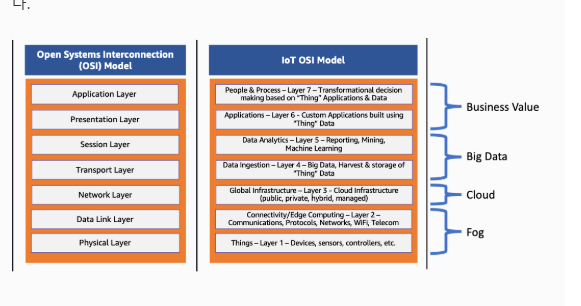 다.
Open Systems Interconnection
(OSI) Model
Application Layer
Presentation Layer
Session Layer
Transport Layer
Network Layer
Data Link Layer
Physical Layer
IoT OSI Model
People & Process – Layer 7 – Transformational decision
making based on "Thing" Applications & Data
Applications – Layer 6 - Custom Applications built using
"Thing" Data
Data Analytics – Layer 5 – Reporting, Mining,
Machine Learning
Data Ingestion – Layer 4 – Big Data, Harvest & storage of
"Thing" Data
Global Infrastructure – Layer 3 - Cloud Infrastructure
(public, private, hybrid, managed)
Connectivity/Edge Computing – Layer 2 –
Communications, Protocols, Networks, WiFi, Telecom
Things – Layer 1 – Devices, sensors, controllers, etc.
Business Value
Big Data
Cloud
Fog